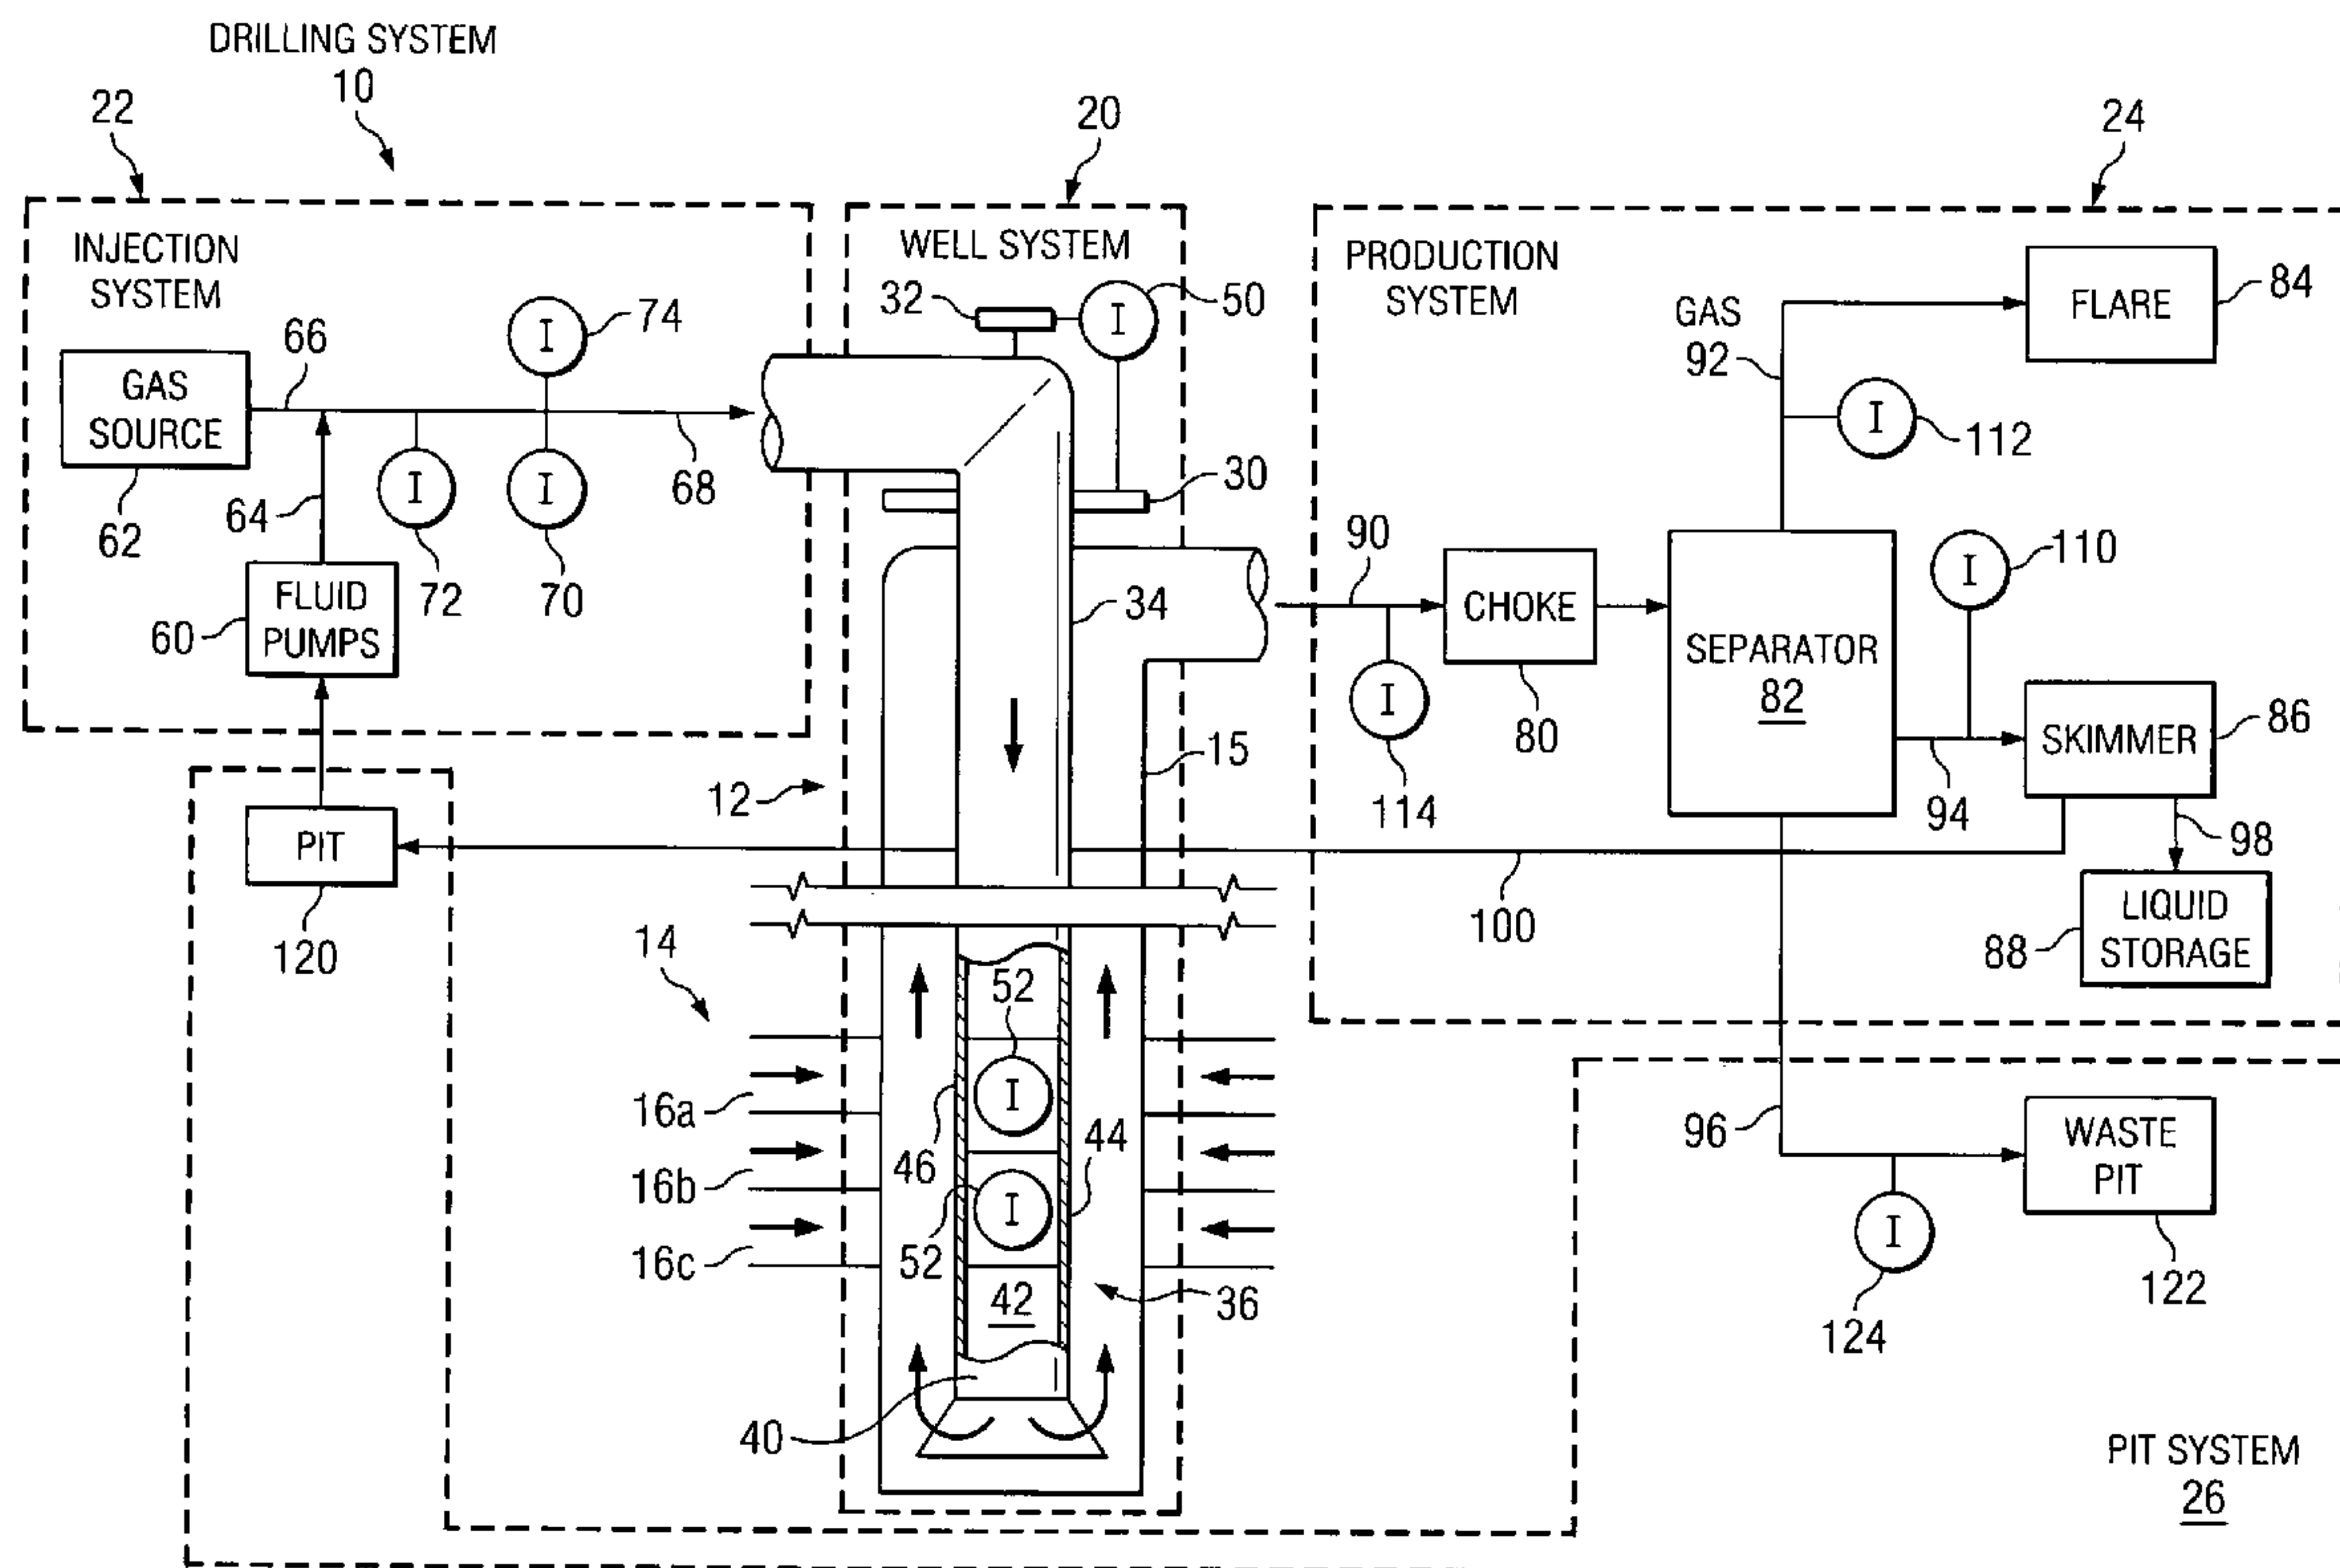 DRILLING SYSTEM
10
22
20
24
INJECTION
SYSTEM
WELL SYSTEM
PRODUCTION
SYSTEM
32
I
50
GAS
92
FLARE
84
I
74
66
GAS
SOURCE
I
112
62
64
I
72
I
70
68
30
FLUID
PUMPS
60
34
90
CHOKE
80
I
114
SEPARATOR
82
I
110
SKIMMER
86
94
98
12
15
PIT
120
100
LIQUID
STORAGE
88
14
52
I
16a
16b
16c
46
44
I
52
42
36
40
96
WASTE
PIT
122
I
124
PIT SYSTEM
26